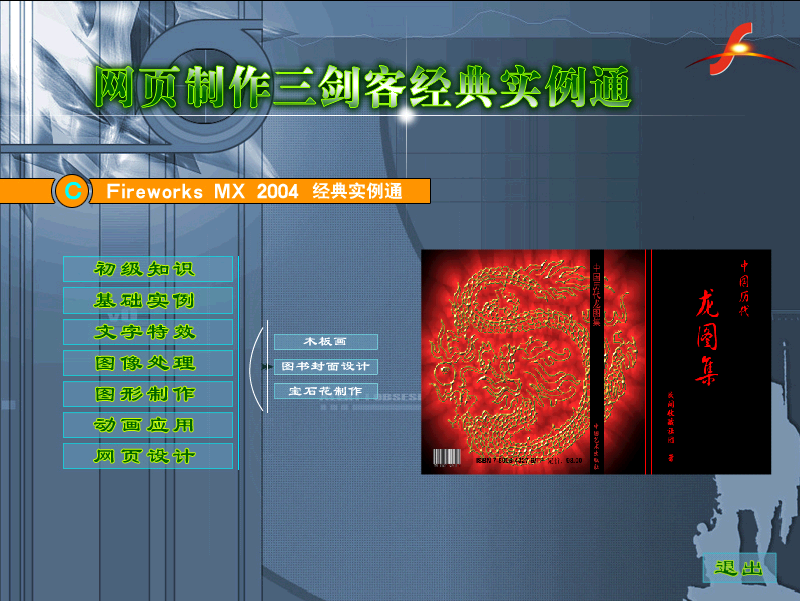 网页制作三剑客经典实例通
C Fireworks MX 2004 经典实例通
初级知识
基础实例
文字特效
图像处理
图形制作
动画应用
网页设计
木板画
图书封面设计
宝石花制作
中国历代龙图集
中国历代
龙图集
著
退出